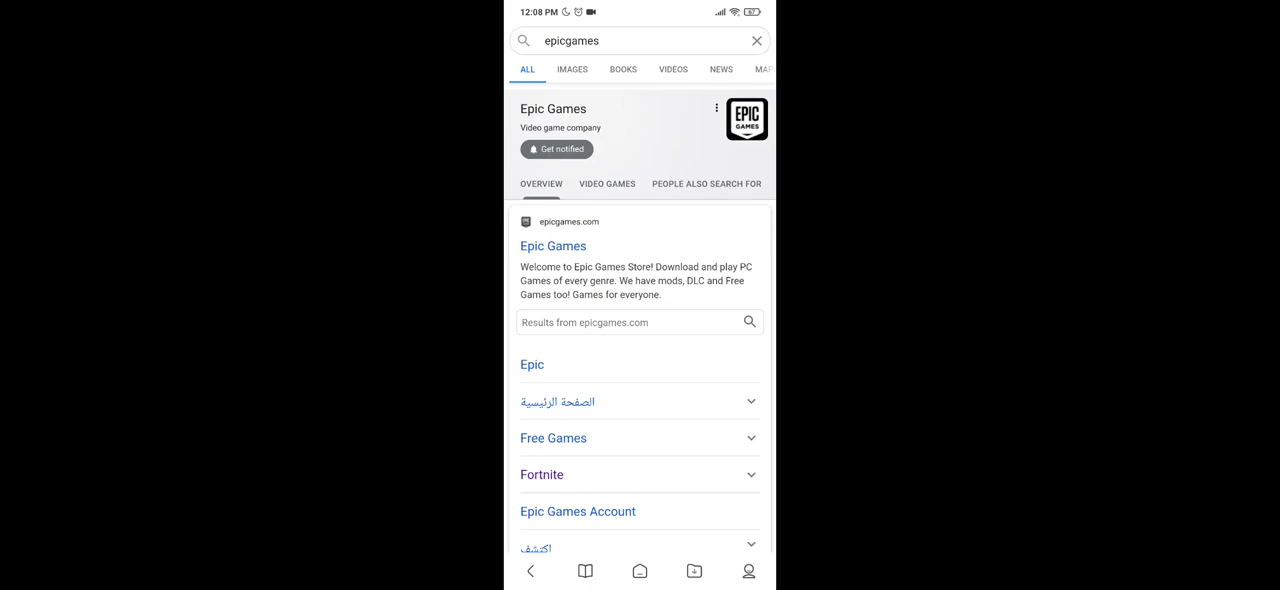 12:08 PM 67
epicgames
ALL IMAGES BOOKS VIDEOS NEWS
Epic Games
EPIC GAMES
Video game company
Get notified
OVERVIEW VIDEO GAMES PEOPLE ALSO SEARCH FOR
epicgames.com
Epic Games
Welcome to Epic Games Store! Download and play PC
Games of every genre. We have mods, DLC and Free
Games too! Games for everyone.
Results from epicgames.com
Epic
الصفحة الرئيسية
Free Games
Fortnite
Epic Games Account
اكتشف